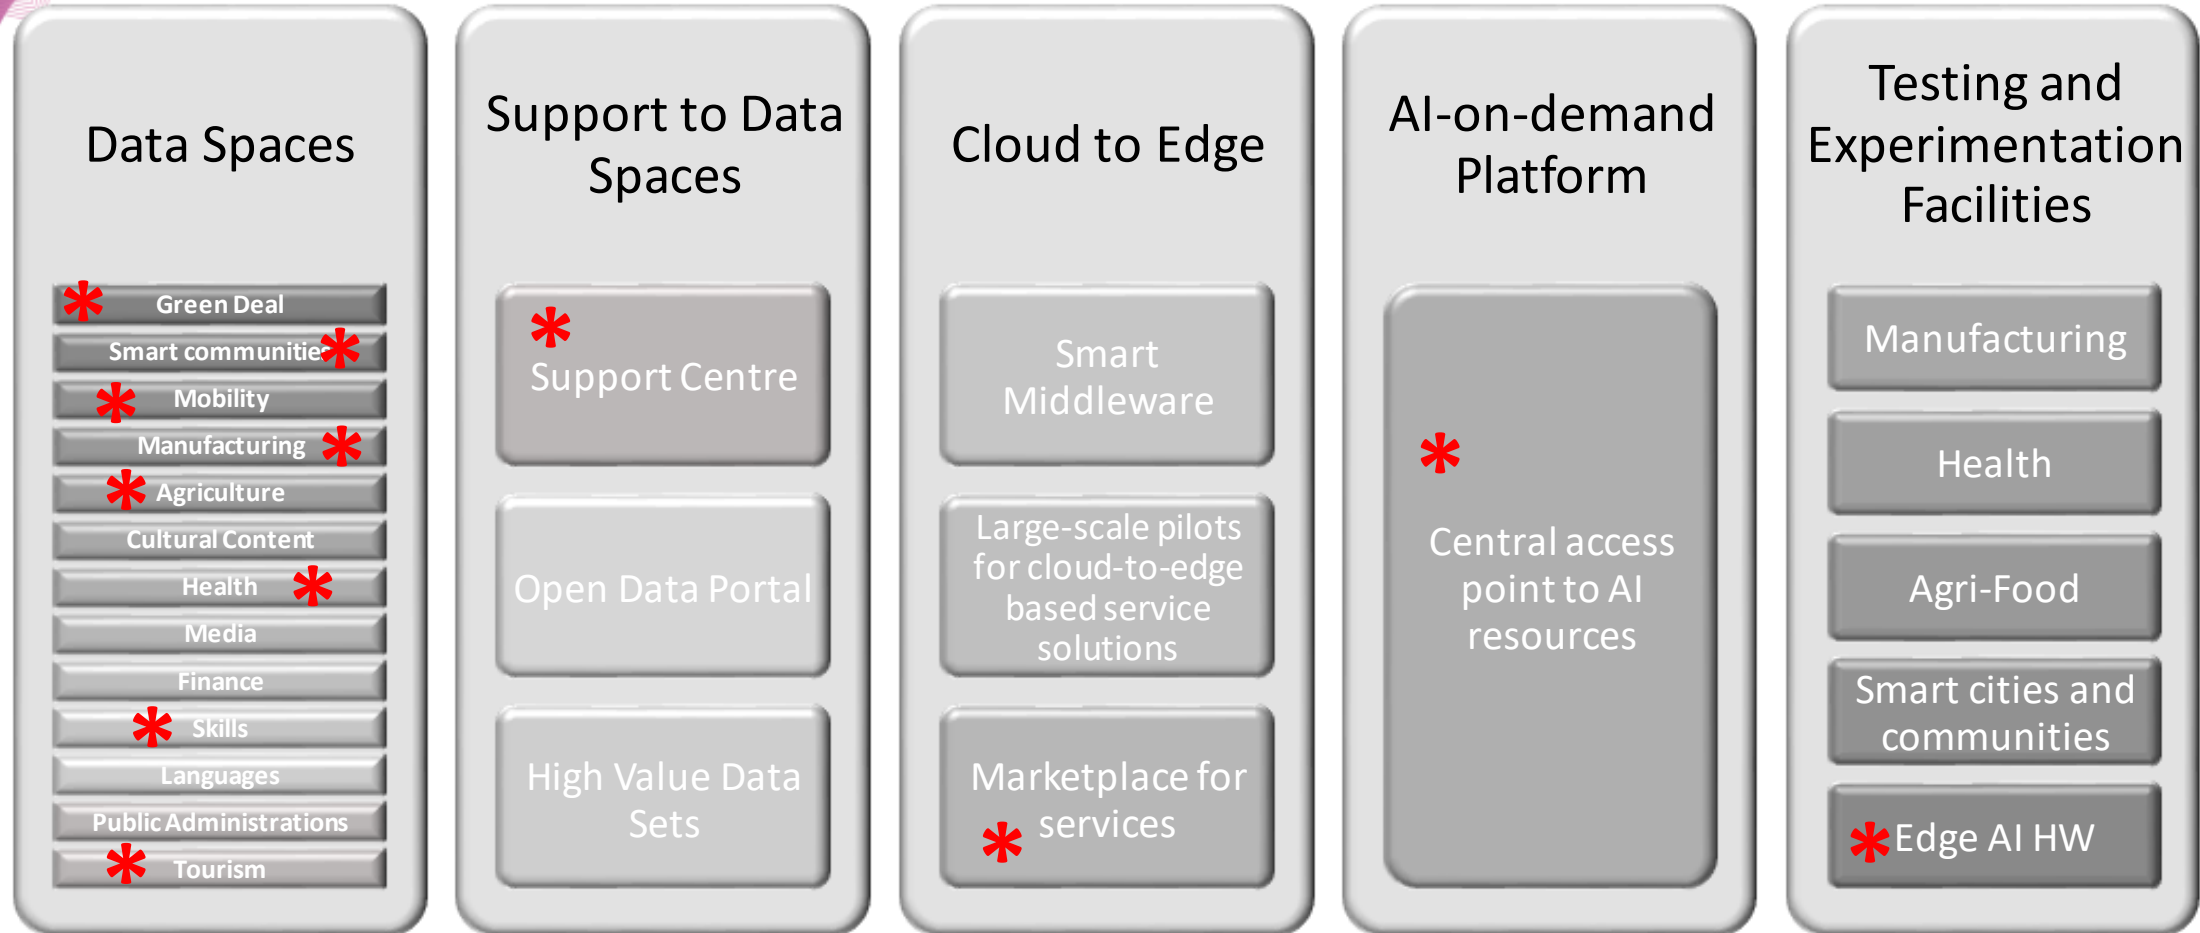 Data Spaces
Green Deal
Smart communities
Mobility
Manufacturing
Agriculture
Cultural Content
Health
Media
Finance
Skills
Languages
Public Administrations
Tourism
Support to Data
Spaces
Support Centre
Open Data Portal
High Value Data
Sets
Cloud to Edge
Smart
Middleware
Large-scale pilots
for cloud-to-edge
based service
solutions
Marketplace for
services
AI-on-demand
Platform
Central access
point to AI
resources
Testing and
Experimentation
Facilities
Manufacturing
Health
Agri-Food
Smart cities and
communities
Edge AI HW